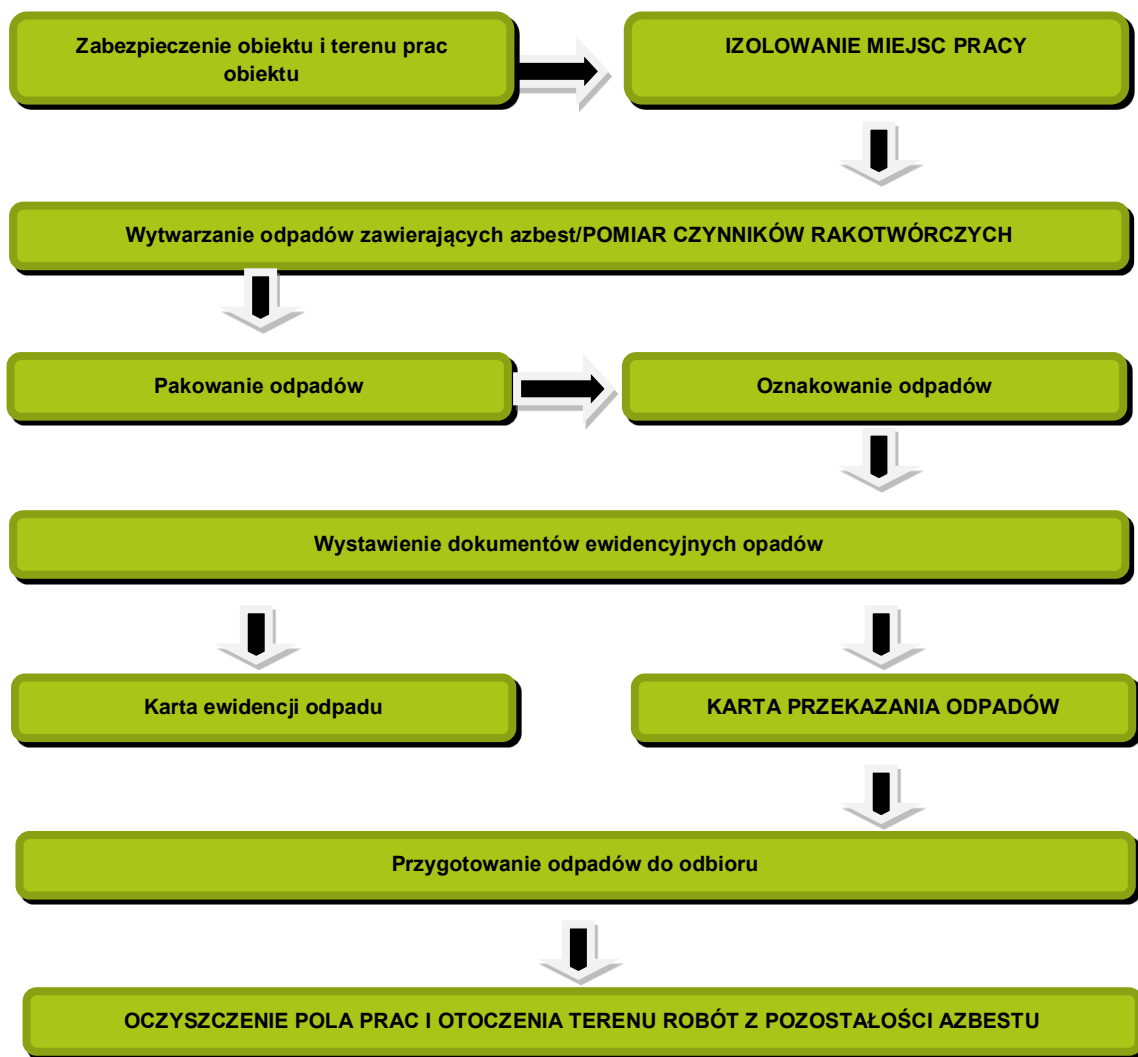 Zabezpieczenie obiektu i terenu prac
obiektu
IZOLOWANIE MIEJSC PRACY
Wytwarzanie odpadów zawierających azbest/POMIAR CZYNNIKÓW RAKOTWÓRCZYCH
Pakowanie odpadów
Oznakowanie odpadów
Wystawienie dokumentów ewidencyjnych opadów
Karta ewidencji odpadu
KARTA PRZEKAZANIA ODPADÓW
Przygotowanie odpadów do odbioru
OCZYSZCZENIE POLA PRAC I OTOCZENIA TERENU ROBÓT Z POZOSTAŁOŚCI AZBESTU